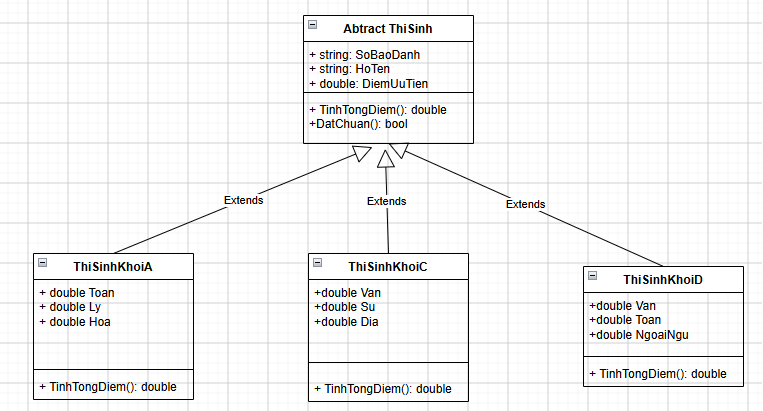 Abtract ThiSinh
+ string: SoBaoDanh
+ string: HoTen
+ double: DiemUuTien
+ TinhTongDiem(): double
+DatChuan(): bool
Extends
Extends
Extends
ThiSinhKhoiA
+ double Toan
+ double Ly
+ double Hoa
+ TinhTongDiem(): double
ThiSinhKhoiC
+double Van
+double Su
+double Dia
+ TinhTongDiem(): double
ThiSinhKhoiD
+double Van
+double Toan
+double NgoaiNgu
+ TinhTongDiem(): double